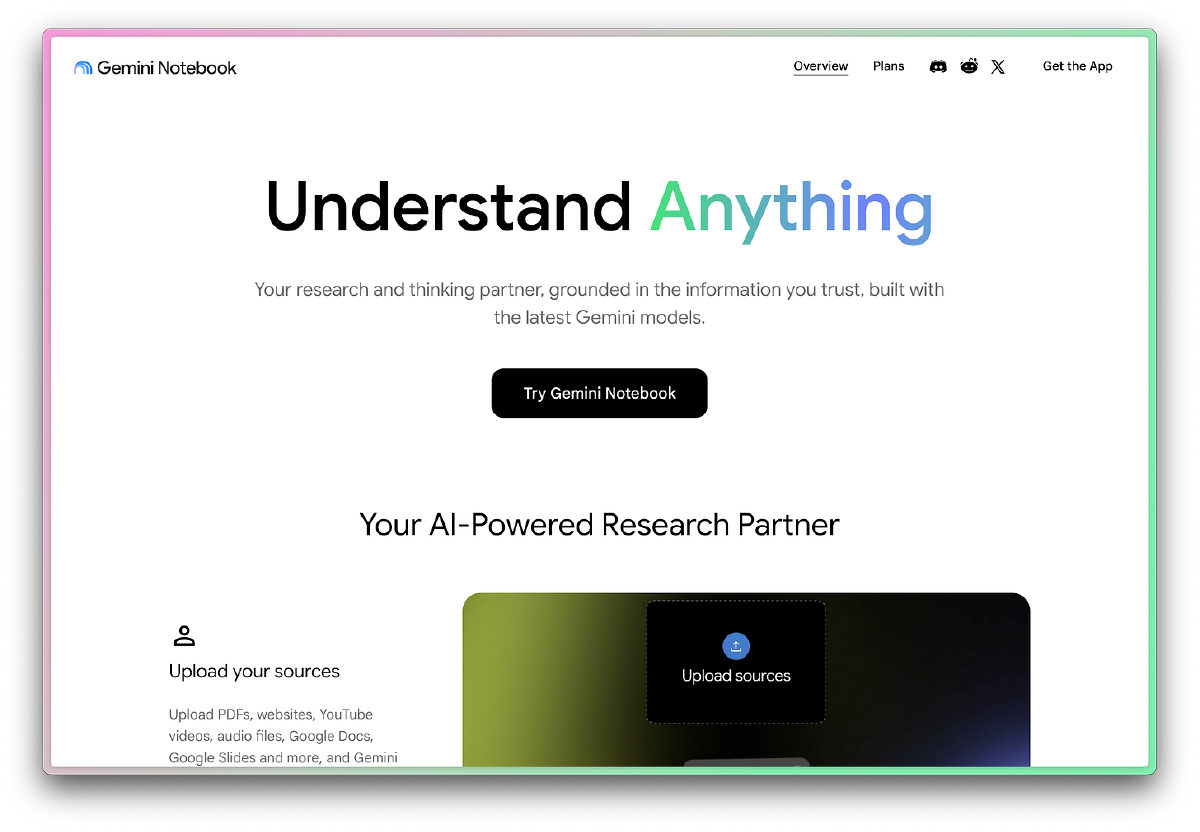 Gemini Notebook
Overview
Plans
Get the App
Understand Anything
Your research and thinking partner, grounded in the information you trust, built with
the latest Gemini models.
Try Gemini Notebook
Your AI-Powered Research Partner
Upload your sources
Upload PDFs, websites, YouTube
videos, audio files, Google Docs,
Google Slides and more, and Gemini
Upload sources